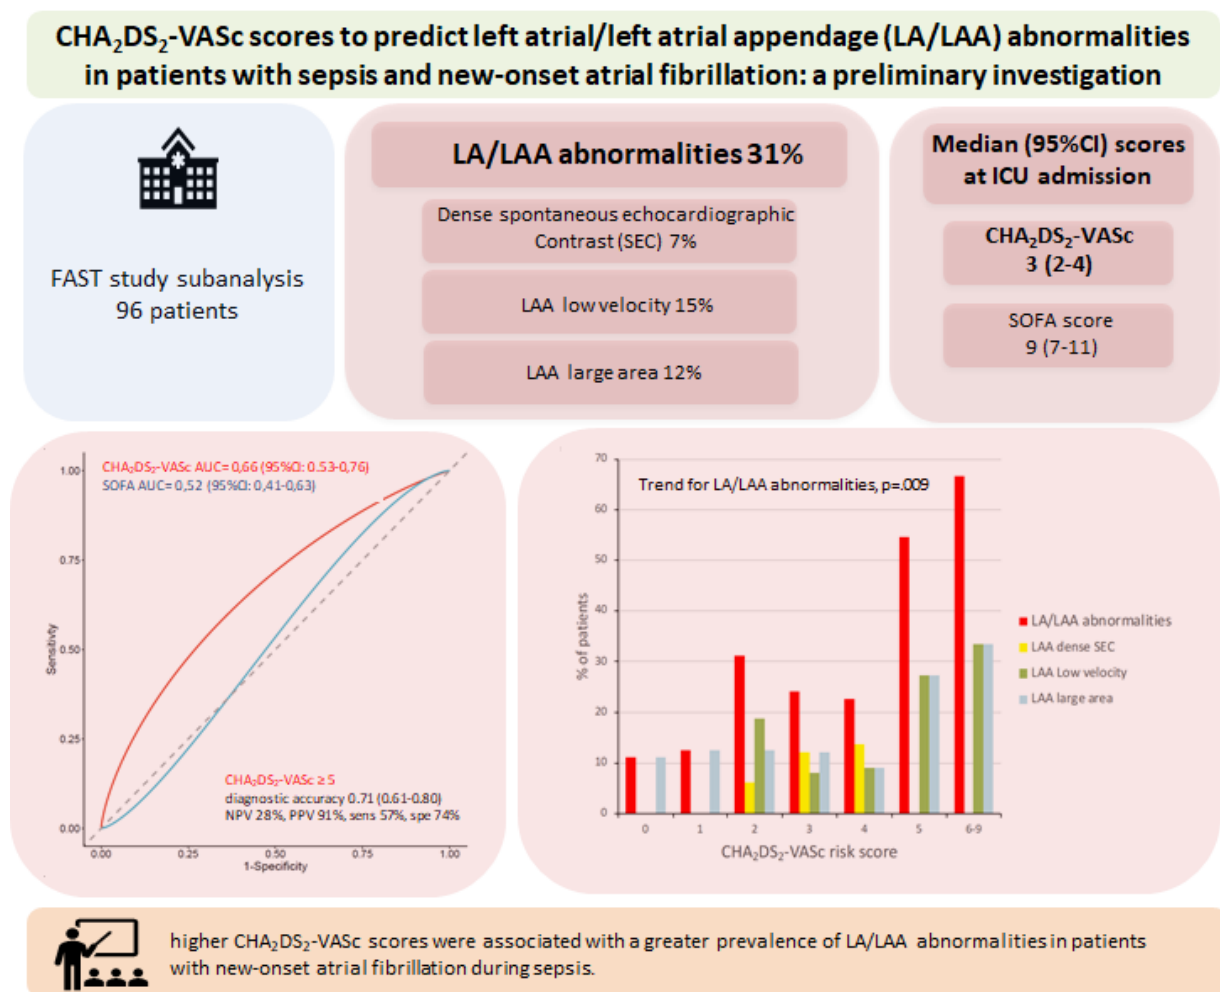 CHA₂DS₂-VASc scores to predict left atrial/left atrial appendage (LA/LAA) abnormalities
in patients with sepsis and new-onset atrial fibrillation: a preliminary investigation
FAST study subanalysis
96 patients
LA/LAA abnormalities 31%
Dense spontaneous echocardiographic
Contrast (SEC) 7%
LAA low velocity 15%
LAA large area 12%
Median (95%CI) scores
at ICU admission
CHA₂DS₂-VASc
3 (2-4)
SOFA score
9 (7-11)
CHA₂DS₂-VASc AUC= 0,66 (95%CI: 0.53-0,76)
SOFA AUC= 0,52 (95%CI: 0,41-0,63)
1.00
0.75
0.50
0.25
0.00
Sensitivty
CHA₂DS₂-VASc ≥ 5
diagnostic accuracy 0.71 (0.61-0.80)
NPV 28%, PPV 91%, sens 57%, spe 74%
0.00
0.25
0.50
0.75
1.00
1-Specificity
Trend for LA/LAA abnormalities, p=.009
70
60
50
40
30
20
10
0
% of patients
0
1
2
3
4
5
6-9
CHA₂DS₂-VASc risk score
LA/LAA abnormalities
LAA dense SEC
LAA Low velocity
LAA large area
higher CHA₂DS₂-VASc scores were associated with a greater prevalence of LA/LAA abnormalities in patients
with new-onset atrial fibrillation during sepsis.